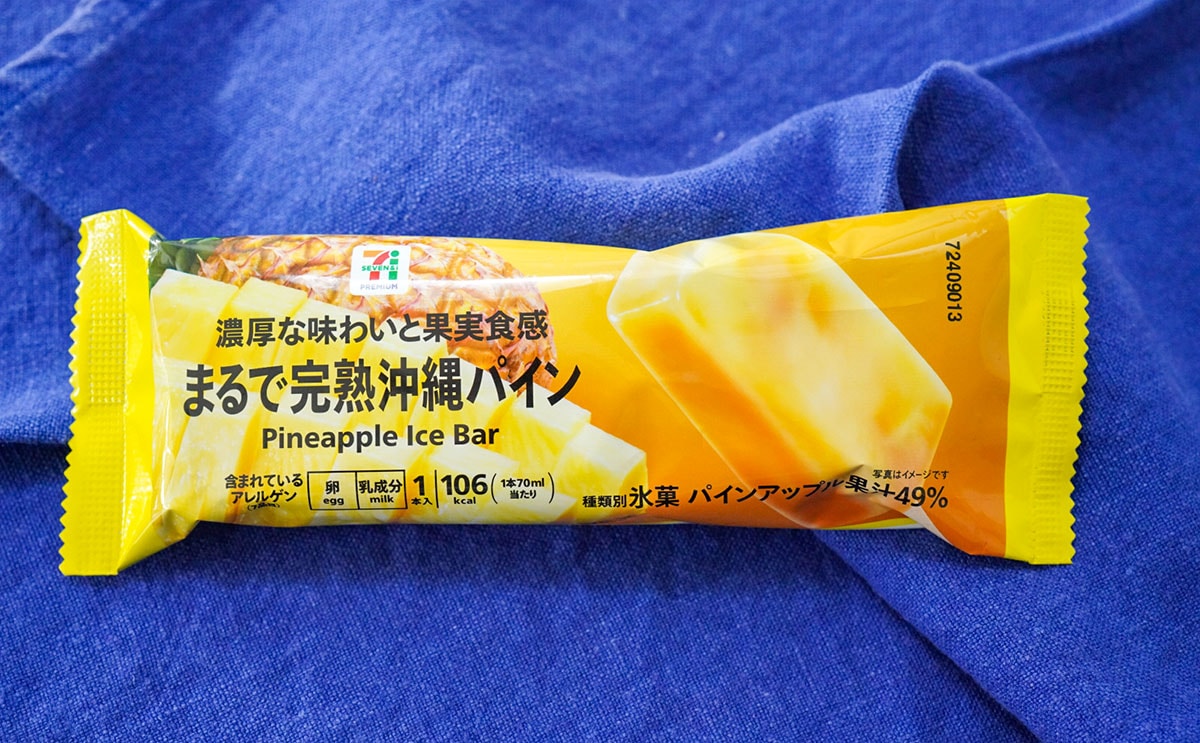 SEVEN&i
PREMIUM
72409013
濃厚な味わいと果実食感
まるで完熟沖縄パイン
Pineapple Ice Bar
含まれている
アレルゲン
卵
egg
乳成分
milk
1
本入
106
kcal
(1本70ml
当たり)
写真はイメージです
種類別 氷菓 パインアップル果汁49%